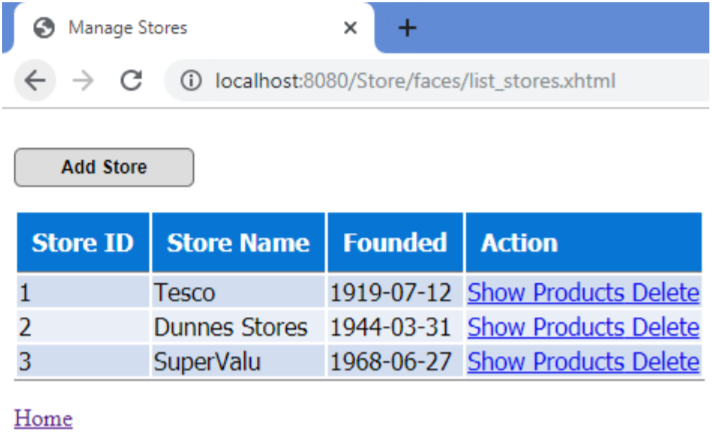 Manage Stores
localhost:8080/Store/faces/list_stores.xhtml
Add Store
Store ID Store Name Founded Action
1 Tesco 1919-07-12 Show Products Delete
2 Dunnes Stores 1944-03-31 Show Products Delete
3 SuperValu 1968-06-27 Show Products Delete
Home